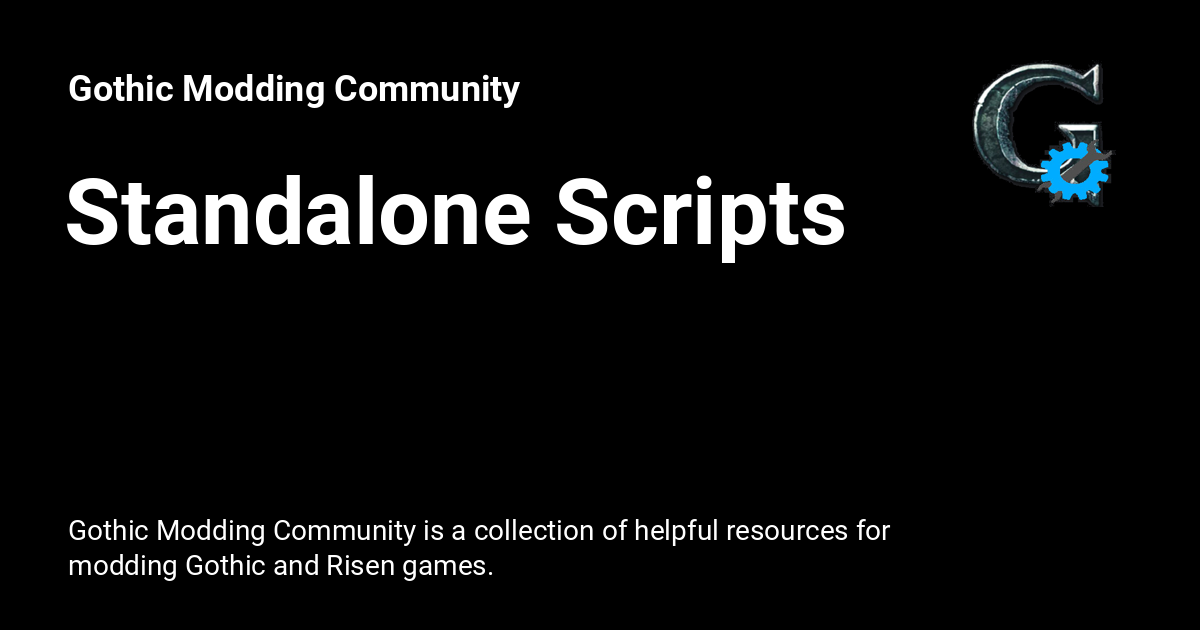 Gothic Modding Community
Standalone Scripts
G
Gothic Modding Community is a collection of helpful resources for
modding Gothic and Risen games.